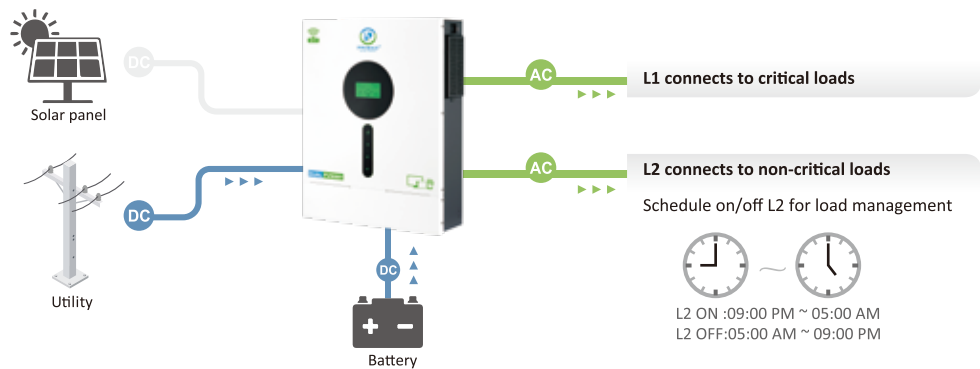 DC
Solar panel
AC
L1 connects to critical loads
AC
L2 connects to non-critical loads
DC
Utility
Schedule on/off L2 for load management
DC
L2 ON :09:00 PM ~ 05:00 AM
L2 OFF:05:00 AM ~ 09:00 PM
Battery